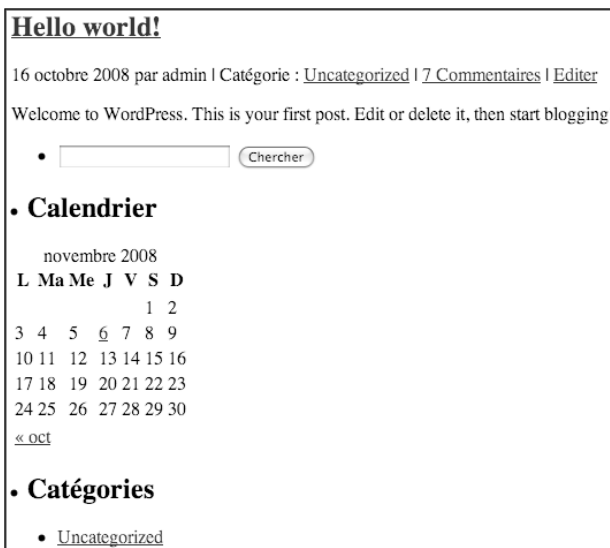 Hello world!
16 octobre 2008 par admin | Catégorie : Uncategorized | 7 Commentaires | Editer
Welcome to WordPress. This is your first post. Edit or delete it, then start blogging
Chercher
Calendrier
novembre 2008
L Ma Me J V S D
1 2
3 4 5 6 7 8 9
10 11 12 13 14 15 16
17 18 19 20 21 22 23
24 25 26 27 28 29 30
« oct
Catégories
Uncategorized